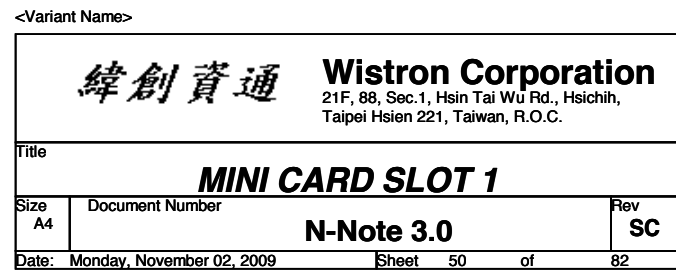 <Variant Name>
緯創資通
Wistron Corporation
21F, 88, Sec.1, Hsin Tai Wu Rd., Hsichih,
Taipei Hsien 221, Taiwan, R.O.C.
Title
MINI CARD SLOT 1
Size Document Number Rev
A4 N-Note 3.0 SC
Date: Monday, November 02, 2009 Sheet 50 of 82